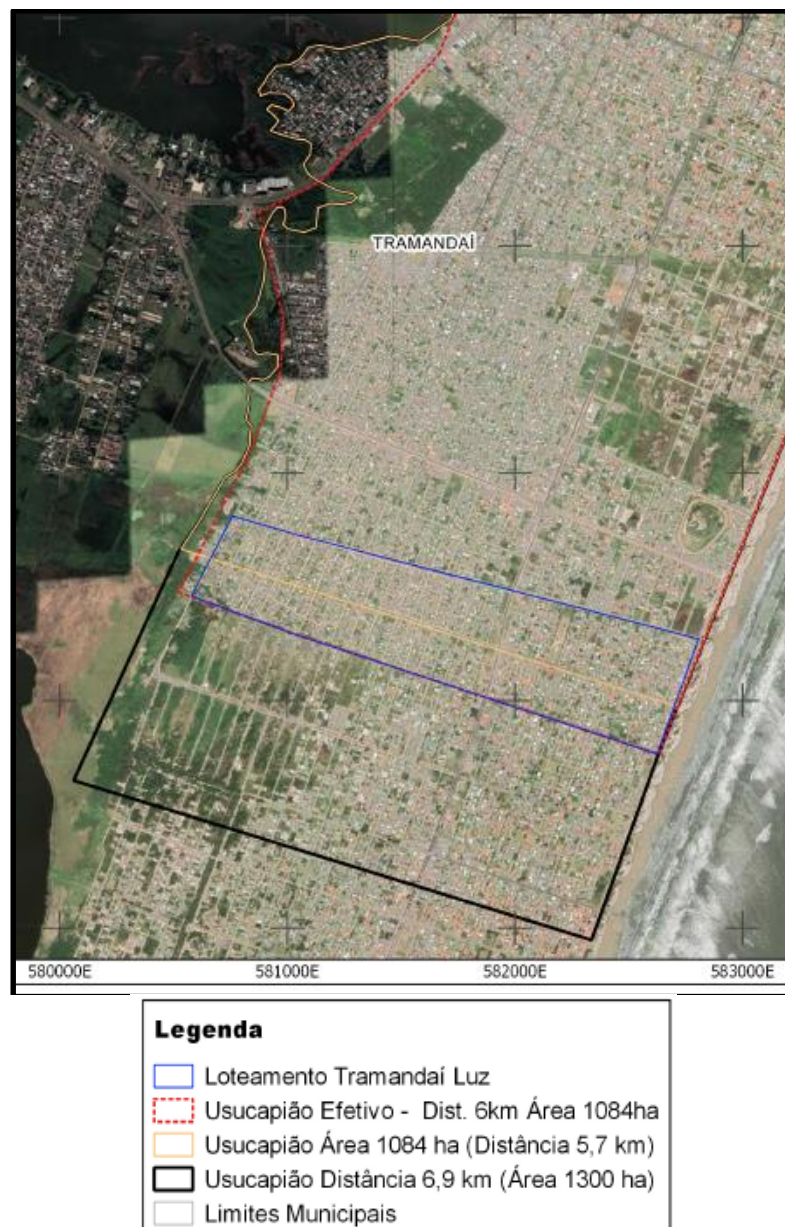 TRAMANDAÍ
580000E 581000E 582000E 583000E
Legenda
Loteamento Tramandaí Luz
Usucapião Efetivo - Dist. 6km Área 1084ha
Usucapião Área 1084 ha (Distância 5,7 km)
Usucapião Distância 6,9 km (Área 1300 ha)
Limites Municipais